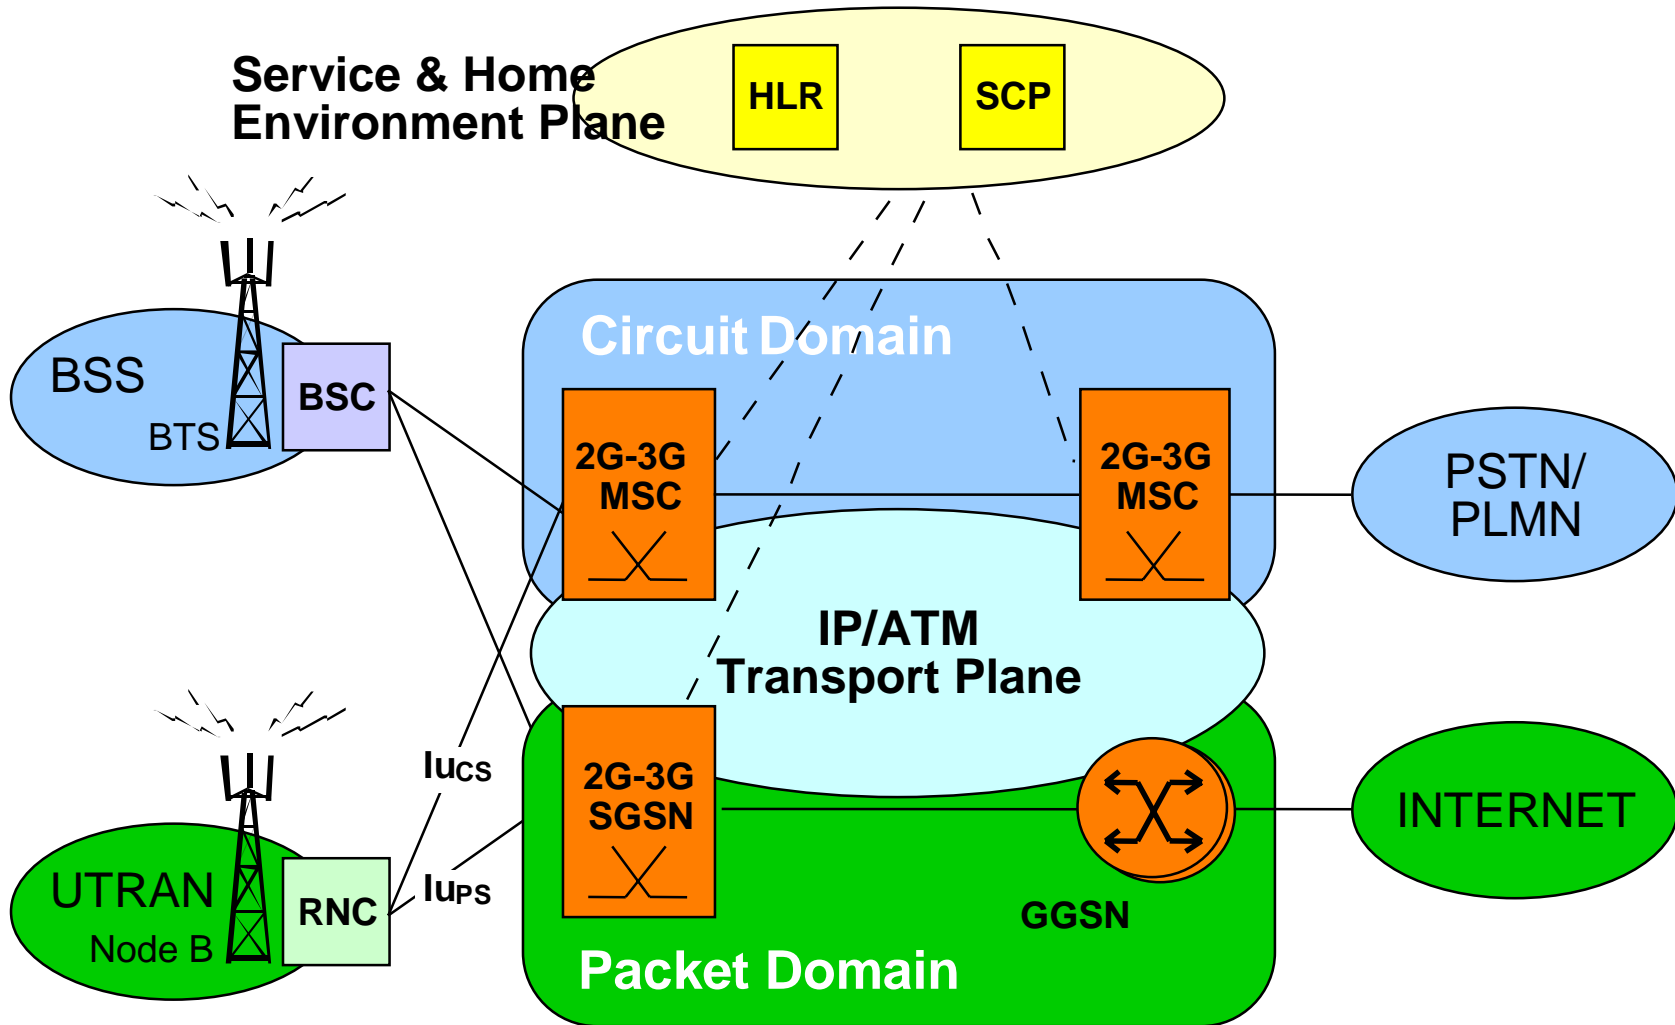 Service & Home
Environment Plane
HLR
SCP
Circuit Domain
BSS
BTS
BSC
2G-3G
MSC
2G-3G
MSC
PSTN/
PLMN
IP/ATM
Transport Plane
IuCS
IuPS
UTRAN
Node B
RNC
2G-3G
SGSN
GGSN
INTERNET
Packet Domain